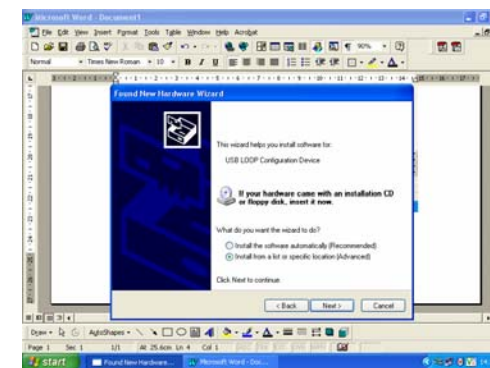 Microsoft Word - Document1
File Edit View Insert Format Tools Table Window Help Acrobat
90%
Normal Times New Roman 10 B I U
Found New Hardware Wizard
This wizard helps you install software for:
USB LOOP Configuration Device
If your hardware came with an installation CD
or floppy disk, insert it now.
What do you want the wizard to do?
Install the software automatically (Recommended)
Install from a list or specific location (Advanced)
Click Next to continue.
< Back Next > Cancel
Draw AutoShapes
Page 1 Sec 1 1/1 At 25.6cm Ln 4 Col 1
start Found New Hardware... Microsoft Word - Doc...